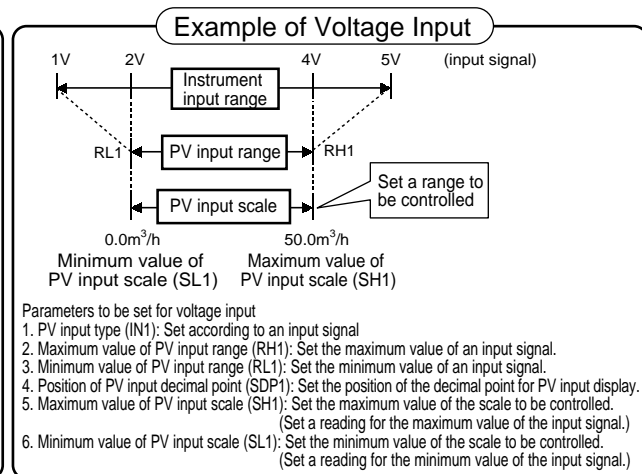 Example of Voltage Input
1V 2V 4V 5V (input signal)
Instrument
input range
RL1 PV input range RH1
PV input scale
Set a range to
be controlled
0.0m³/h 50.0m³/h
Minimum value of Maximum value of
PV input scale (SL1) PV input scale (SH1)
Parameters to be set for voltage input
1. PV input type (IN1): Set according to an input signal
2. Maximum value of PV input range (RH1): Set the maximum value of an input signal.
3. Minimum value of PV input range (RL1): Set the minimum value of an input signal.
4. Position of PV input decimal point (SDP1): Set the position of the decimal point for PV input display.
5. Maximum value of PV input scale (SH1): Set the maximum value of the scale to be controlled.
(Set a reading for the maximum value of the input signal.)
6. Minimum value of PV input scale (SL1): Set the minimum value of the scale to be controlled.
(Set a reading for the minimum value of the input signal.)